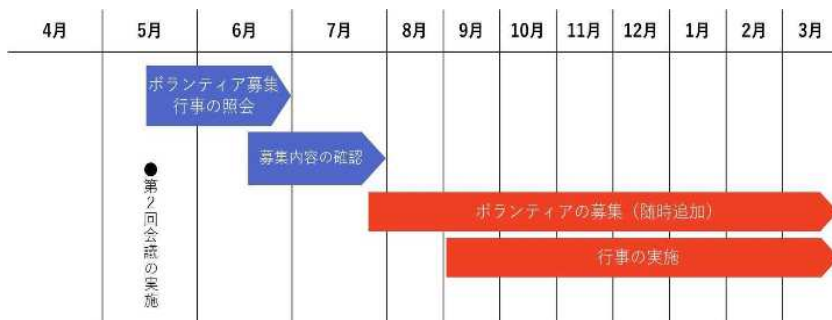 4月 5月 6月 7月 8月 9月 10月 11月 12月 1月 2月 3月
ボランティア募集
行事の照会
募集内容の確認
●第2回会議の実施
ボランティアの募集（随時追加）
行事の実施